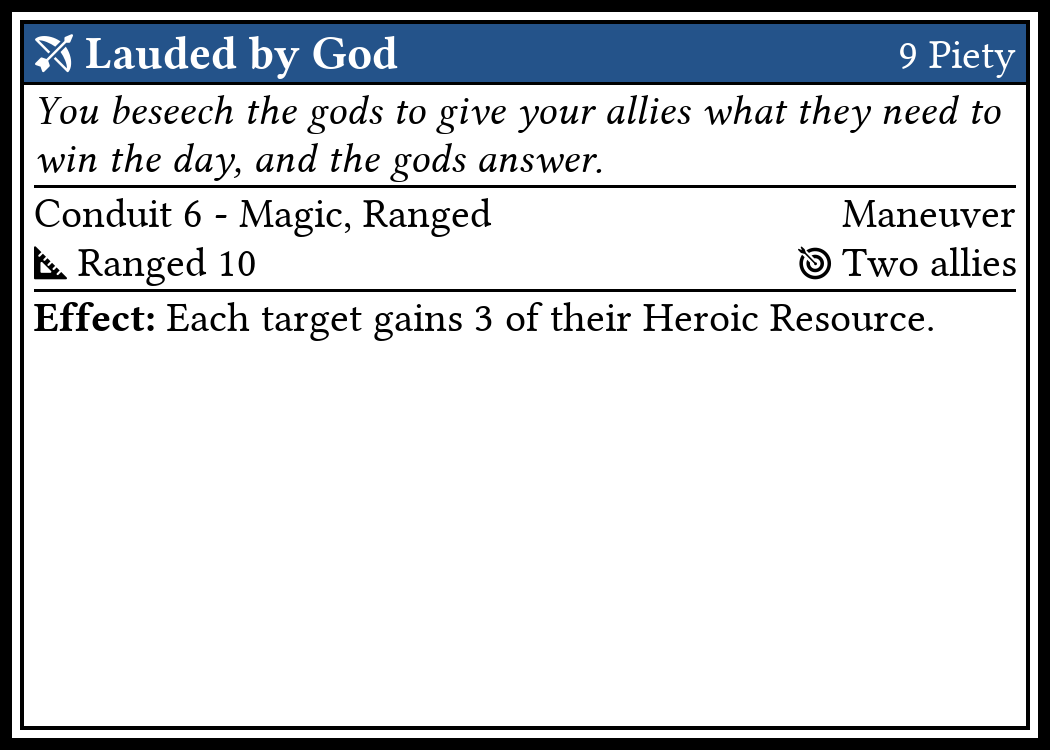 Lauded by God 9 Piety
You beseech the gods to give your allies what they need to
win the day, and the gods answer.
Conduit 6 - Magic, Ranged Maneuver
Ranged 10 Two allies
Effect: Each target gains 3 of their Heroic Resource.